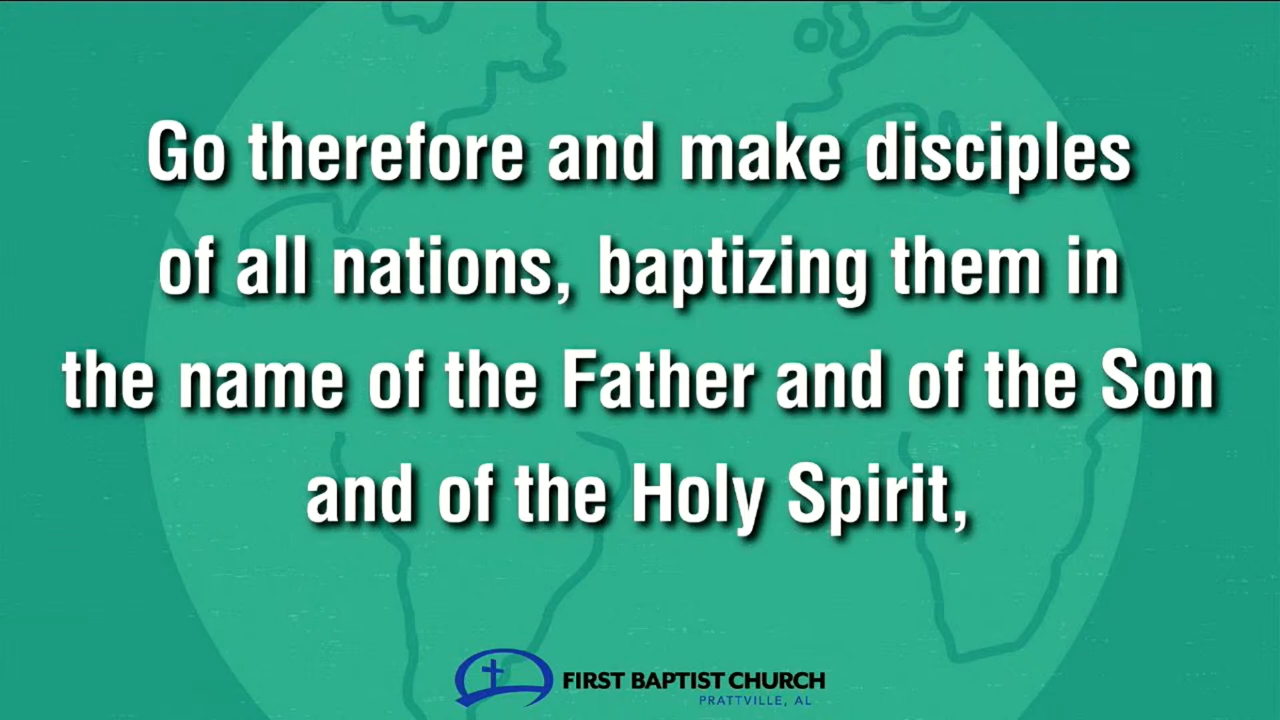 Go therefore and make disciples
of all nations, baptizing them in
the name of the Father and of the Son
and of the Holy Spirit,
FIRST BAPTIST CHURCH
PRATTVILLE, AL